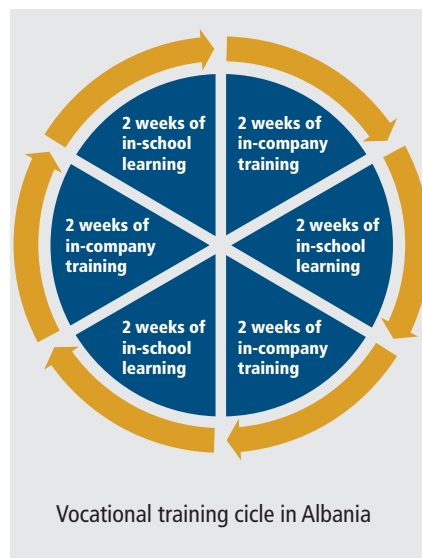 2 weeks of
in-school
learning
2 weeks of
in-company
training
2 weeks of
in-company
training
2 weeks of
in-school
learning
2 weeks of
in-school
learning
2 weeks of
in-company
training
Vocational training cicle in Albania